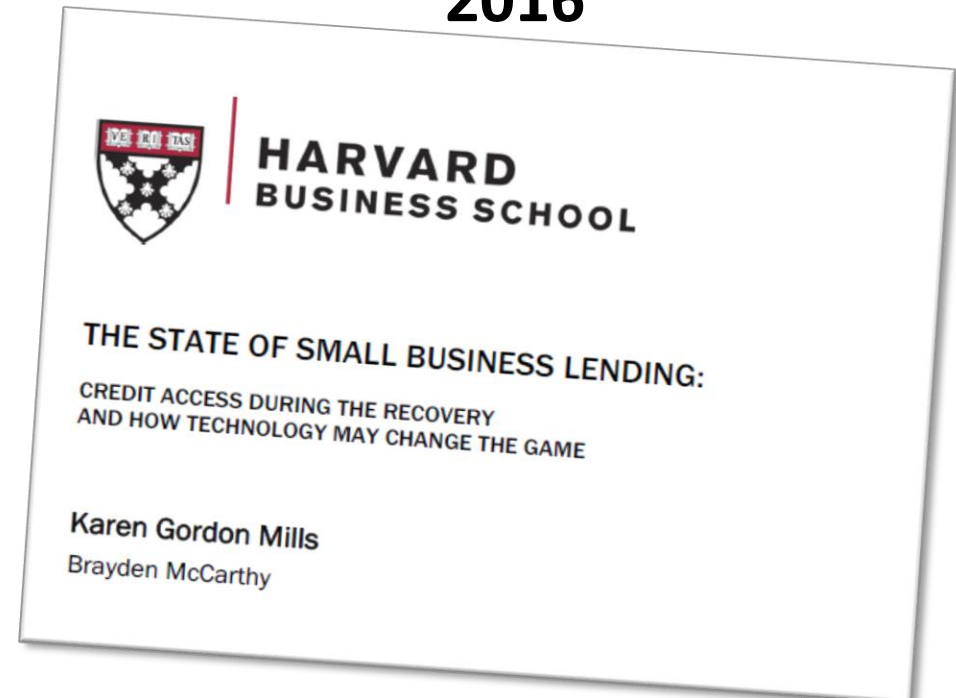 2016
VE RI TAS
HARVARD
BUSINESS SCHOOL
THE STATE OF SMALL BUSINESS LENDING:
CREDIT ACCESS DURING THE RECOVERY
AND HOW TECHNOLOGY MAY CHANGE THE GAME
Karen Gordon Mills
Brayden McCarthy